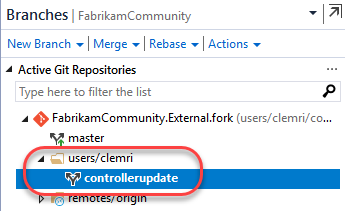 Branches | FabrikamCommunity
New Branch | Merge | Rebase | Actions
Active Git Repositories
Type here to filter the list
FabrikamCommunity.External.fork (users/clemri/co...
master
users/clemri
controllerupdate
remotes/origin